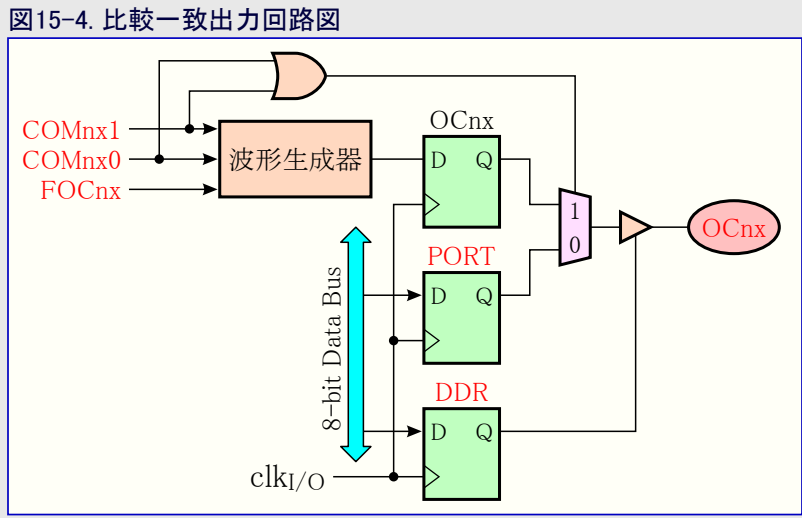 図15-4. 比較一致出力回路図
COMnx1
COMnx0
FOCnx
波形生成器
OCnx
D Q
1
0
OCnx
PORT
D Q
8-bit Data Bus
DDR
D Q
clkI/O